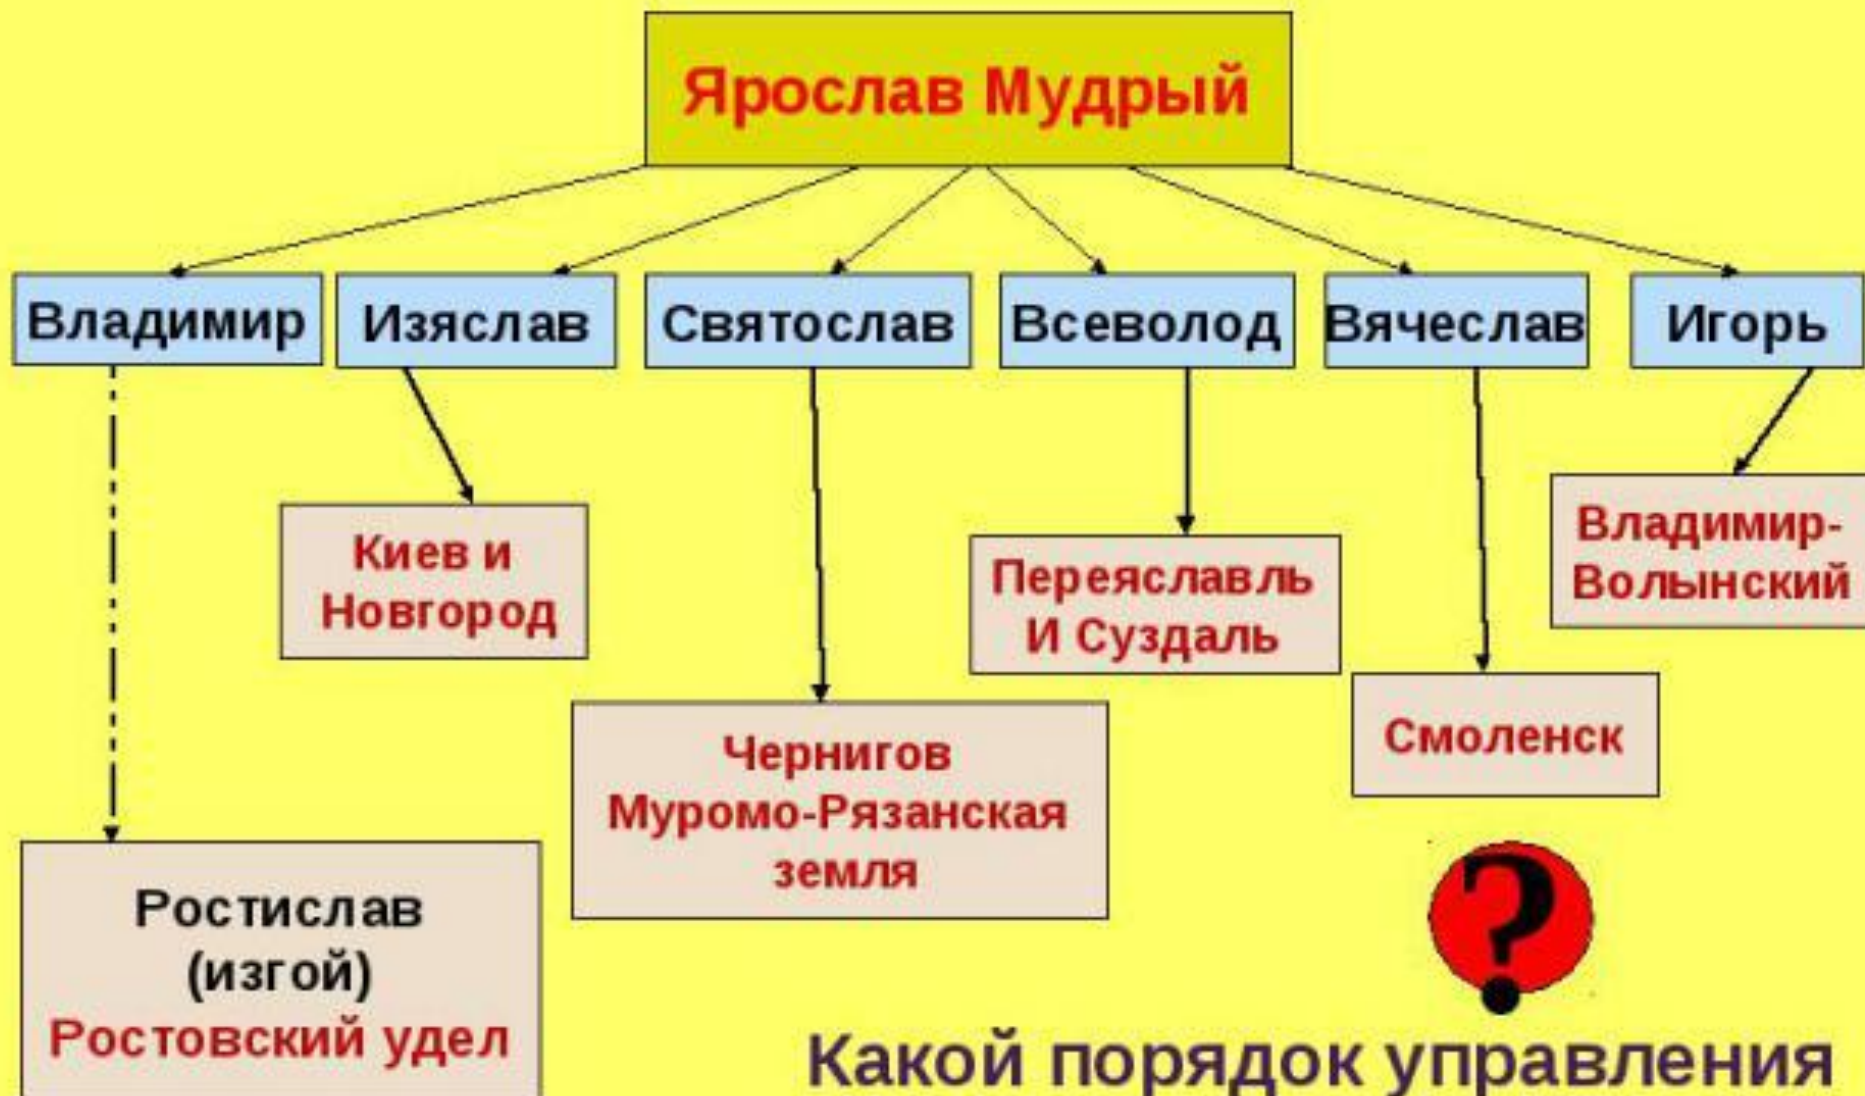 Ярослав Мудрый
Владимир
Изяслав
Святослав
Всеволод
Вячеслав
Игорь
Киев и
Новгород
Чернигов
Муромо-Рязанская
земля
Переяславль
И Суздаль
Смоленск
Владимир-
Волынский
Ростислав
(изгой)
Ростовский удел
?
Какой порядок управления